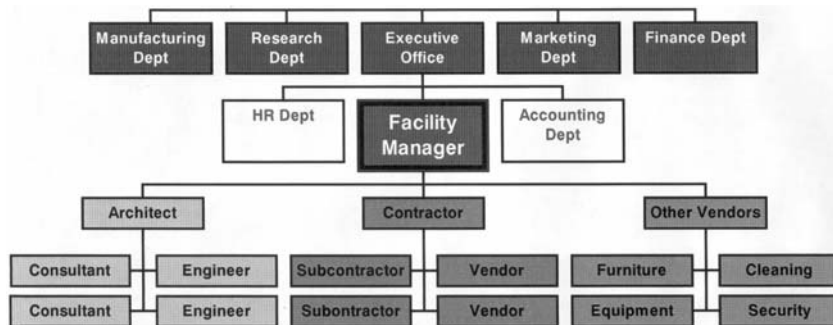 Manufacturing
Dept
Research
Dept
Executive
Office
Marketing
Dept
Finance Dept
HR Dept
Facility
Manager
Accounting
Dept
Architect
Contractor
Other Vendors
Consultant
Engineer
Subcontractor
Vendor
Furniture
Cleaning
Consultant
Engineer
Subontractor
Vendor
Equipment
Security